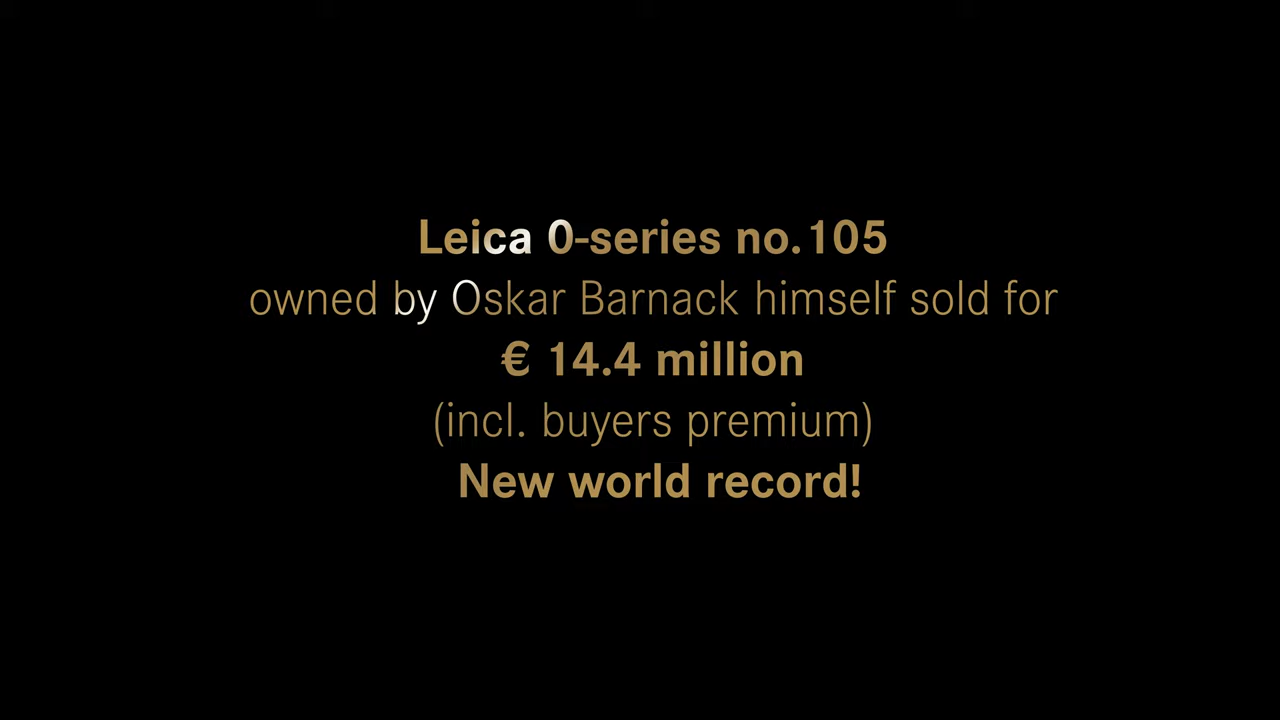 Leica 0-series no. 105
owned by Oskar Barnack himself sold for
€ 14.4 million
(incl. buyers premium)
New world record!